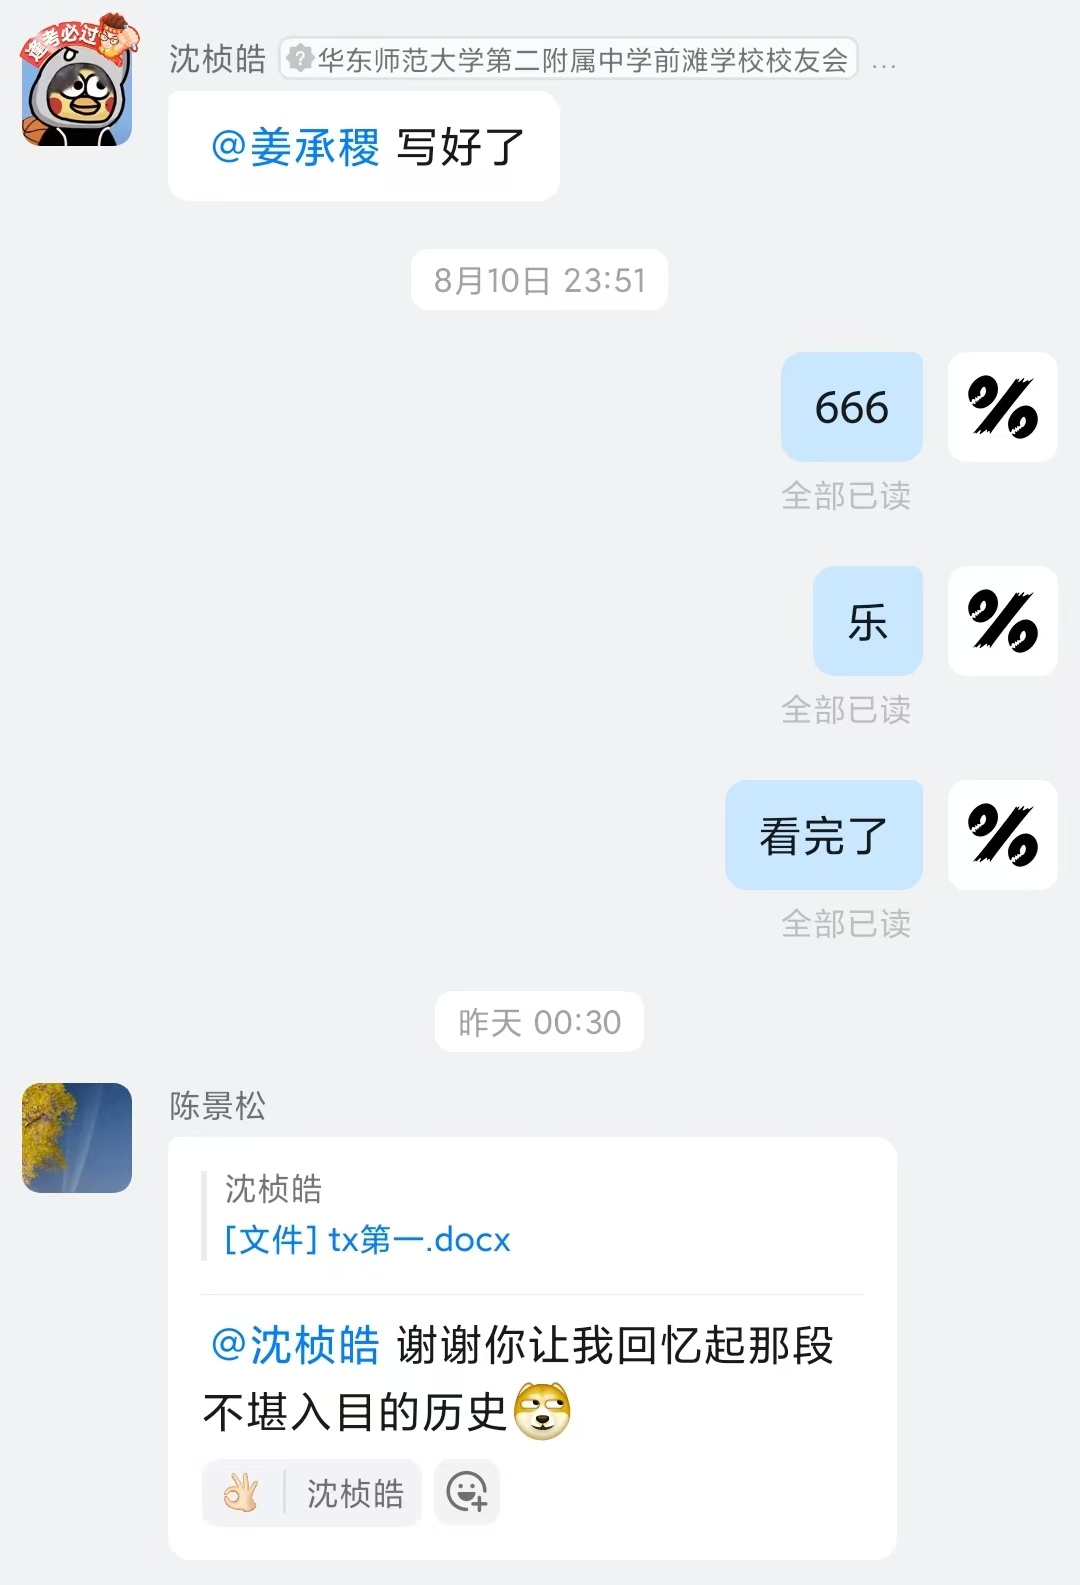 逢考必过
沈桢皓 华东师范大学第二附属中学前滩学校校友会 ...
@姜承稷 写好了
8月10日 23:51
666
全部已读
乐
全部已读
看完了
全部已读
昨天 00:30
陈景松
沈桢皓
[文件] tx第一.docx
@沈桢皓 谢谢你让我回忆起那段
不堪入目的历史
沈桢皓